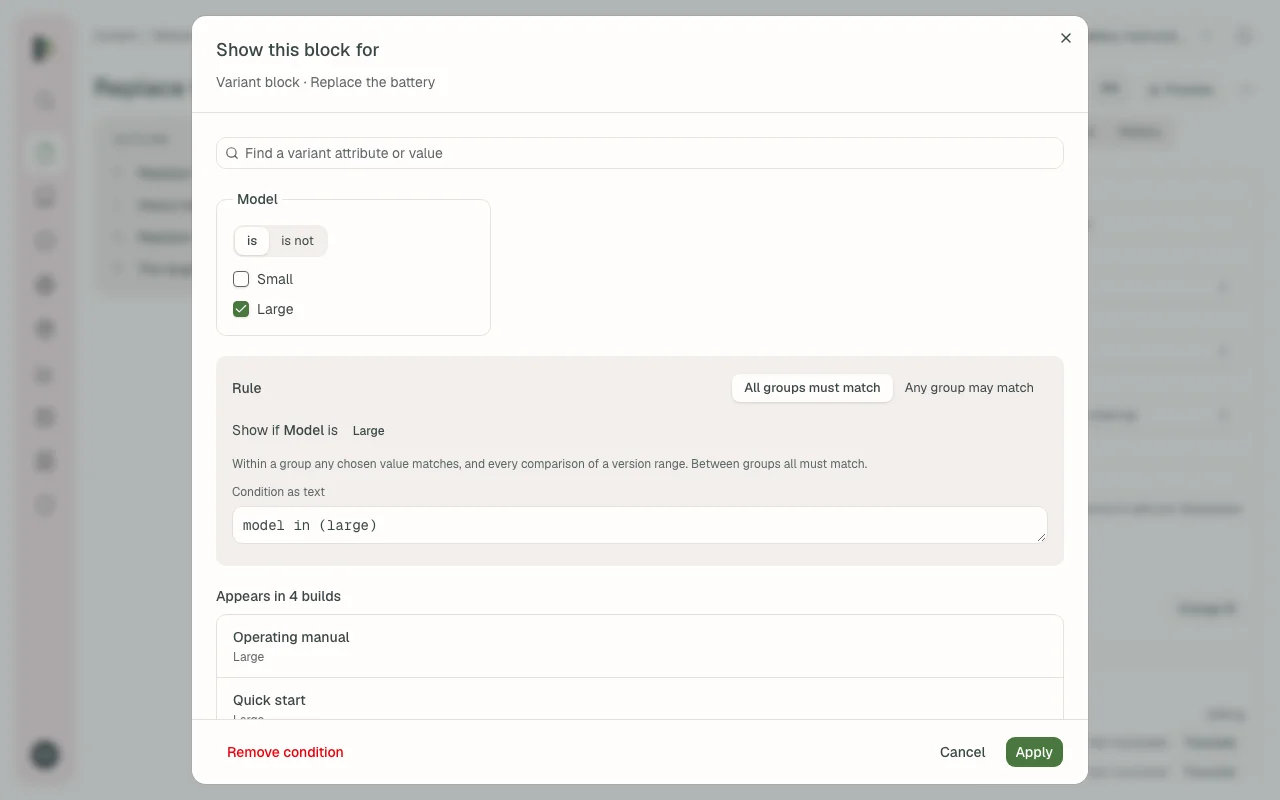 Show this block for
Variant block · Replace the battery
Find a variant attribute or value
Model
is
is not
Small
Large
Rule
All groups must match
Any group may match
Show if Model is Large
Within a group any chosen value matches, and every comparison of a version range. Between groups all must match.
Condition as text
model in (large)
Appears in 4 builds
Operating manual
Large
Quick start
Large
Remove condition
Cancel
Apply